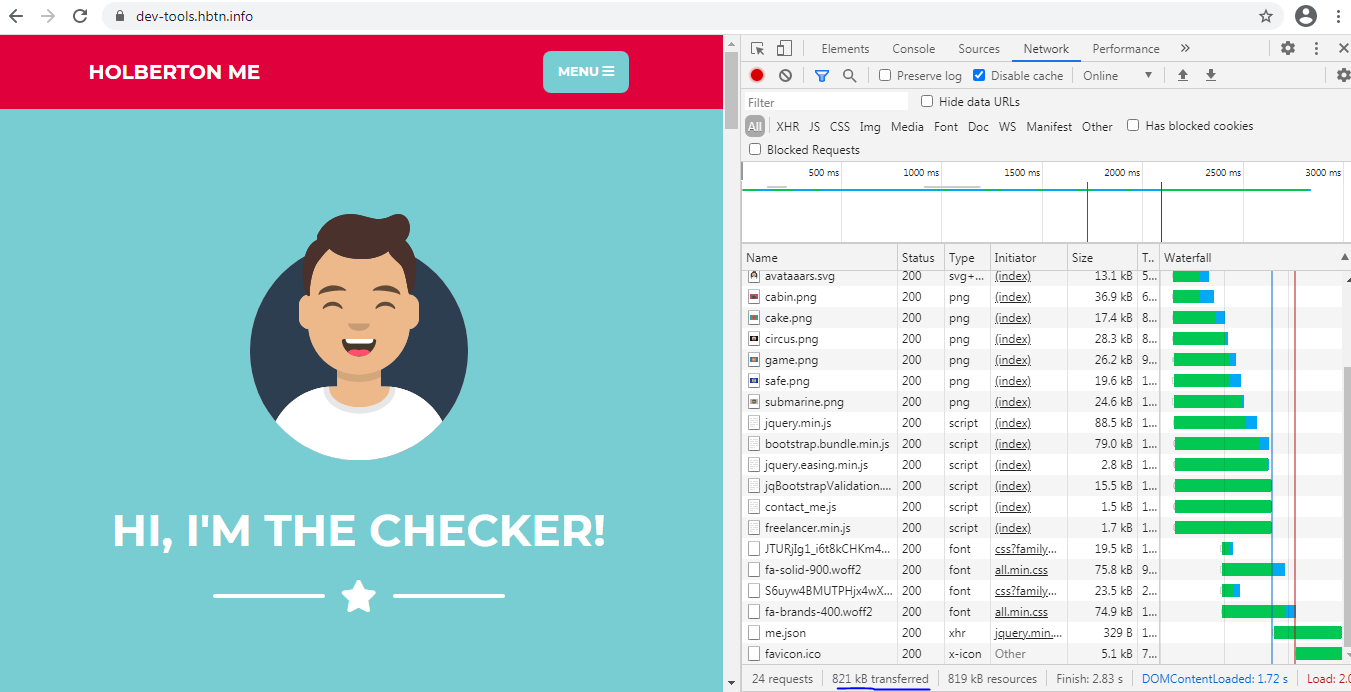 dev-tools.hbtn.info
HOLBERTON ME
MENU
HI, I'M THE CHECKER!
Elements Console Sources Network Performance »
Preserve log Disable cache Online
Filter Hide data URLs
All XHR JS CSS Img Media Font Doc WS Manifest Other Has blocked cookies
Blocked Requests
500 ms 1000 ms 1500 ms 2000 ms 2500 ms 3000 ms
Name Status Type Initiator Size T.. Waterfall
avataaars.svg 200 svg+... (index) 13.1 kB 5...
cabin.png 200 png (index) 36.9 kB 6...
cake.png 200 png (index) 17.4 kB 8...
circus.png 200 png (index) 28.3 kB 8...
game.png 200 png (index) 26.2 kB 9...
safe.png 200 png (index) 19.6 kB 1...
submarine.png 200 png (index) 24.6 kB 1...
jquery.min.js 200 script (index) 88.5 kB 1...
bootstrap.bundle.min.js 200 script (index) 79.0 kB 1...
jquery.easing.min.js 200 script (index) 2.8 kB 1...
jqBootstrapValidation.... 200 script (index) 15.5 kB 1...
contact_me.js 200 script (index) 1.5 kB 1...
freelancer.min.js 200 script (index) 1.7 kB 1...
JTURjIg1_i6t8kCHKm4... 200 font css?family... 19.5 kB 1...
fa-solid-900.woff2 200 font all.min.css 75.8 kB 9...
S6uyw4BMUTPHjx4wX... 200 font css?family... 23.5 kB 2...
fa-brands-400.woff2 200 font all.min.css 74.9 kB 1...
me.json 200 xhr jquery.min.... 329 B 1...
favicon.ico 200 x-icon Other 5.1 kB 7...
24 requests 821 kB transferred 819 kB resources Finish: 2.83 s DOMContentLoaded: 1.72 s Load: 2.0